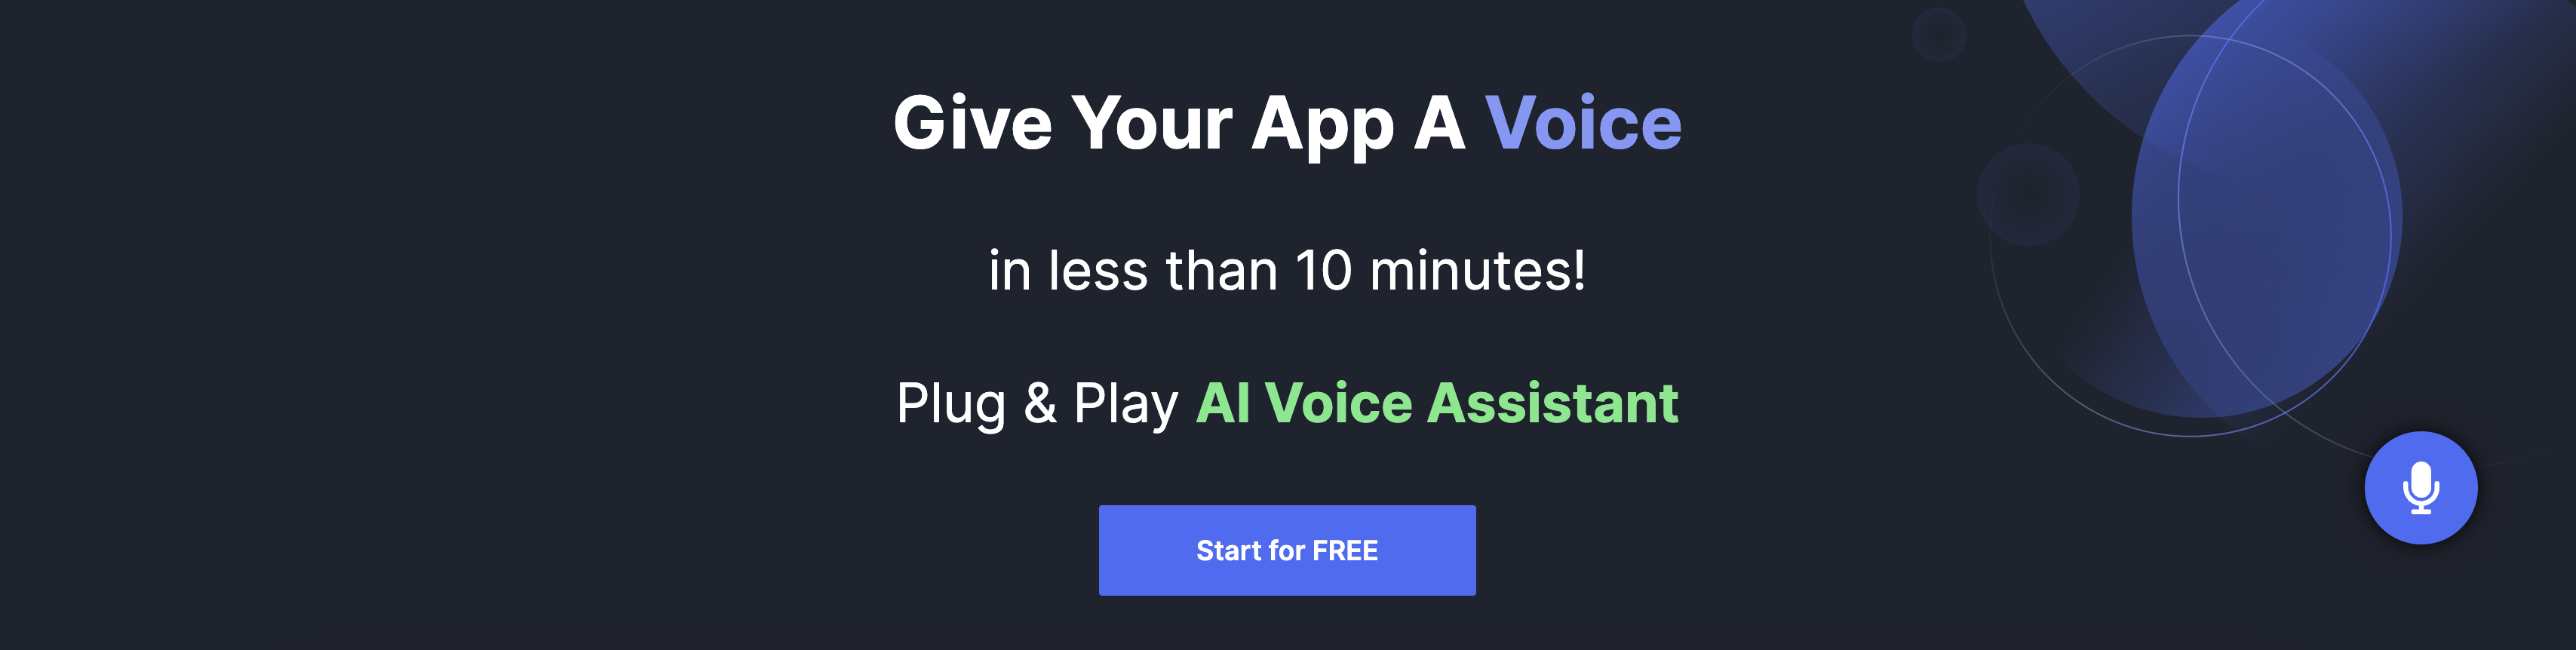 Give Your App A Voice
in less than 10 minutes!
Plug & Play AI Voice Assistant
Start for FREE